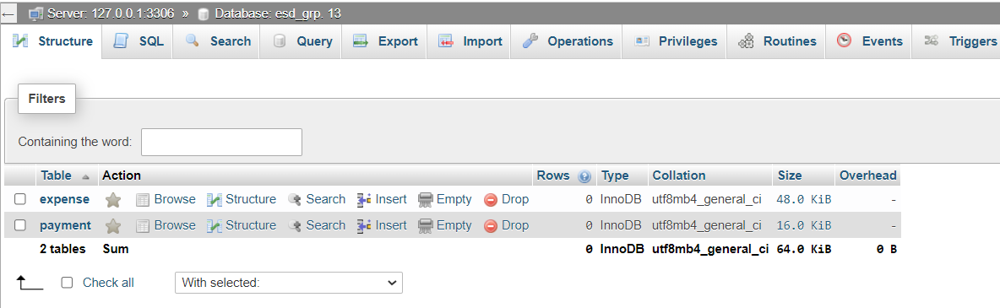 ← Server: 127.0.0.1:3306 » Database: esd_grp. 13
Structure SQL Search Query Export Import Operations Privileges Routines Events Triggers
Filters
Containing the word:
Table Action Rows Type Collation Size Overhead
expense Browse Structure Search Insert Empty Drop 0 InnoDB utf8mb4_general_ci 48.0 KiB -
payment Browse Structure Search Insert Empty Drop 0 InnoDB utf8mb4_general_ci 16.0 KiB -
2 tables Sum 0 InnoDB utf8mb4_general_ci 64.0 KiB 0 B
Check all With selected: